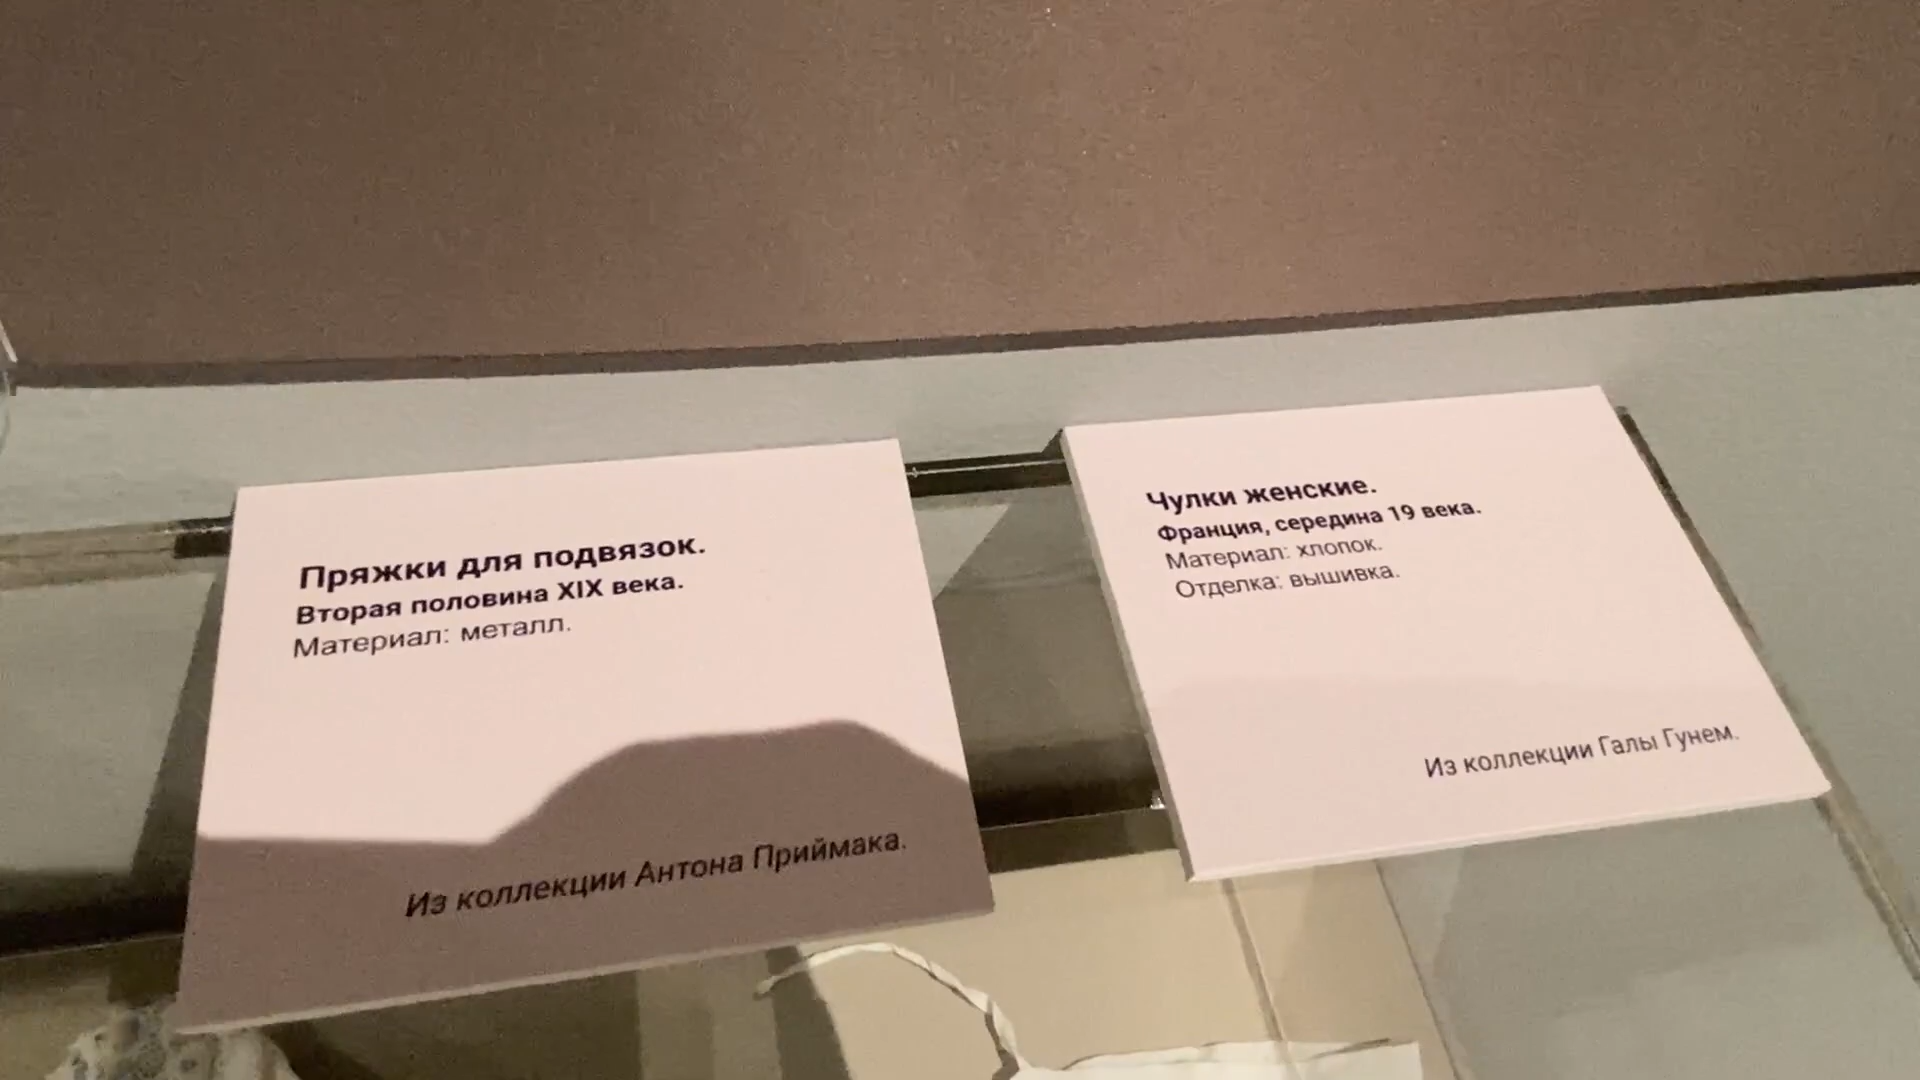 Пряжки для подвязок.
Вторая половина XIX века.
Материал: металл.
Из коллекции Антона Приймака.
Чулки женские.
Франция, середина 19 века.
Материал: хлопок.
Отделка: вышивка.
Из коллекции Галы Гунем.